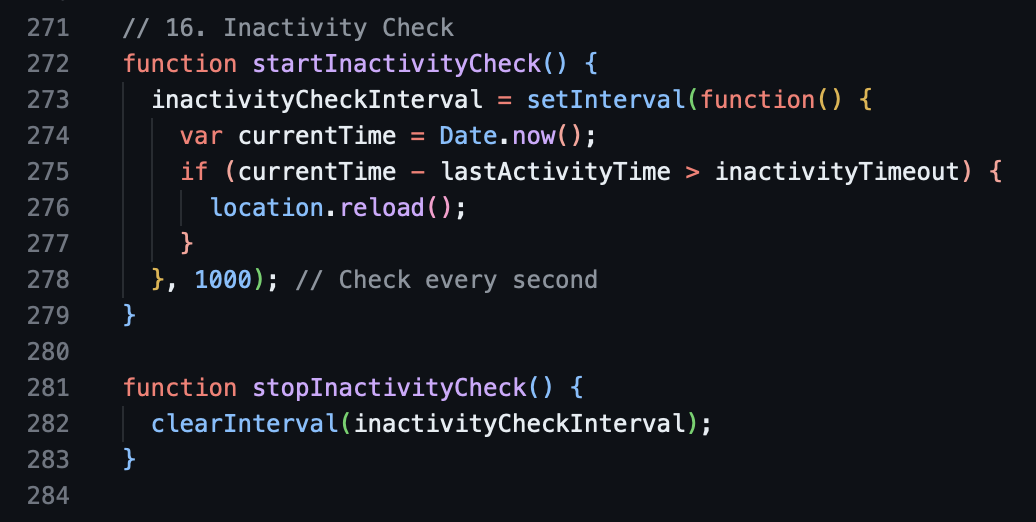 271 // 16. Inactivity Check
272 function startInactivityCheck() {
273   inactivityCheckInterval = setInterval(function() {
274     var currentTime = Date.now();
275     if (currentTime - lastActivityTime > inactivityTimeout) {
276       location.reload();
277     }
278   }, 1000); // Check every second
279 }
280
281 function stopInactivityCheck() {
282   clearInterval(inactivityCheckInterval);
283 }
284